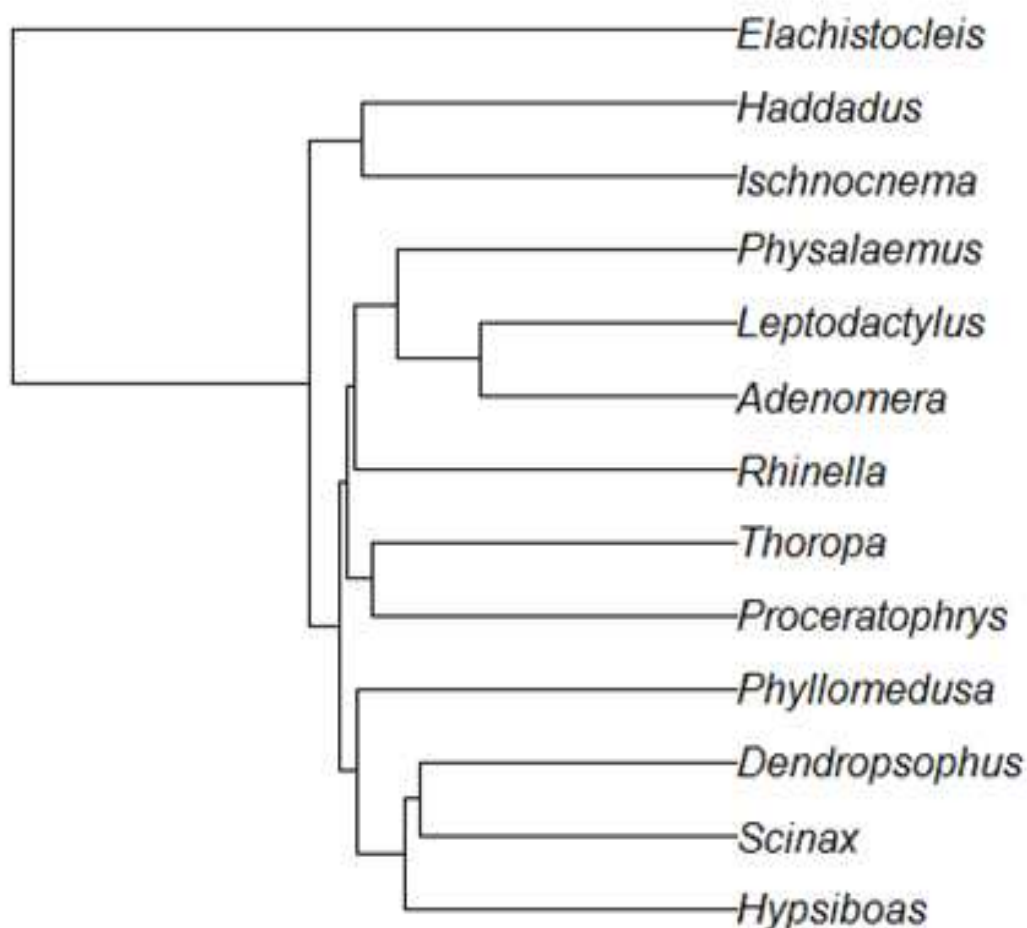 Elachistocleis
Haddadus
Ischnocnema
Physalaemus
Leptodactylus
Adenomera
Rhinella
Thoropa
Proceratophrys
Phyllomedusa
Dendropsophus
Scinax
Hypsiboas